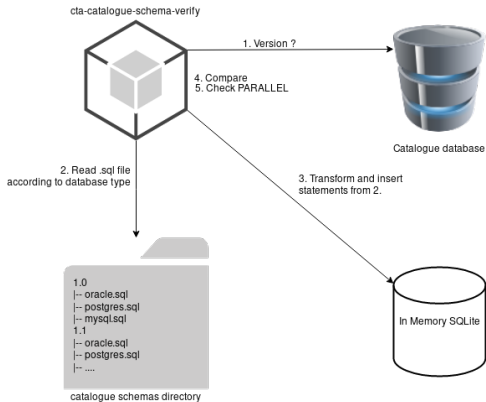 cta-catalogue-schema-verify
1. Version ?
4. Compare
5. Check PARALLEL
Catalogue database
2. Read .sql file
according to database type
3. Transform and insert
statements from 2.
1.0
|-- oracle.sql
|-- postgres.sql
|-- mysql.sql
1.1
|-- oracle.sql
|-- postgres.sql
|-- ....
In Memory SQLite
catalogue schemas directory